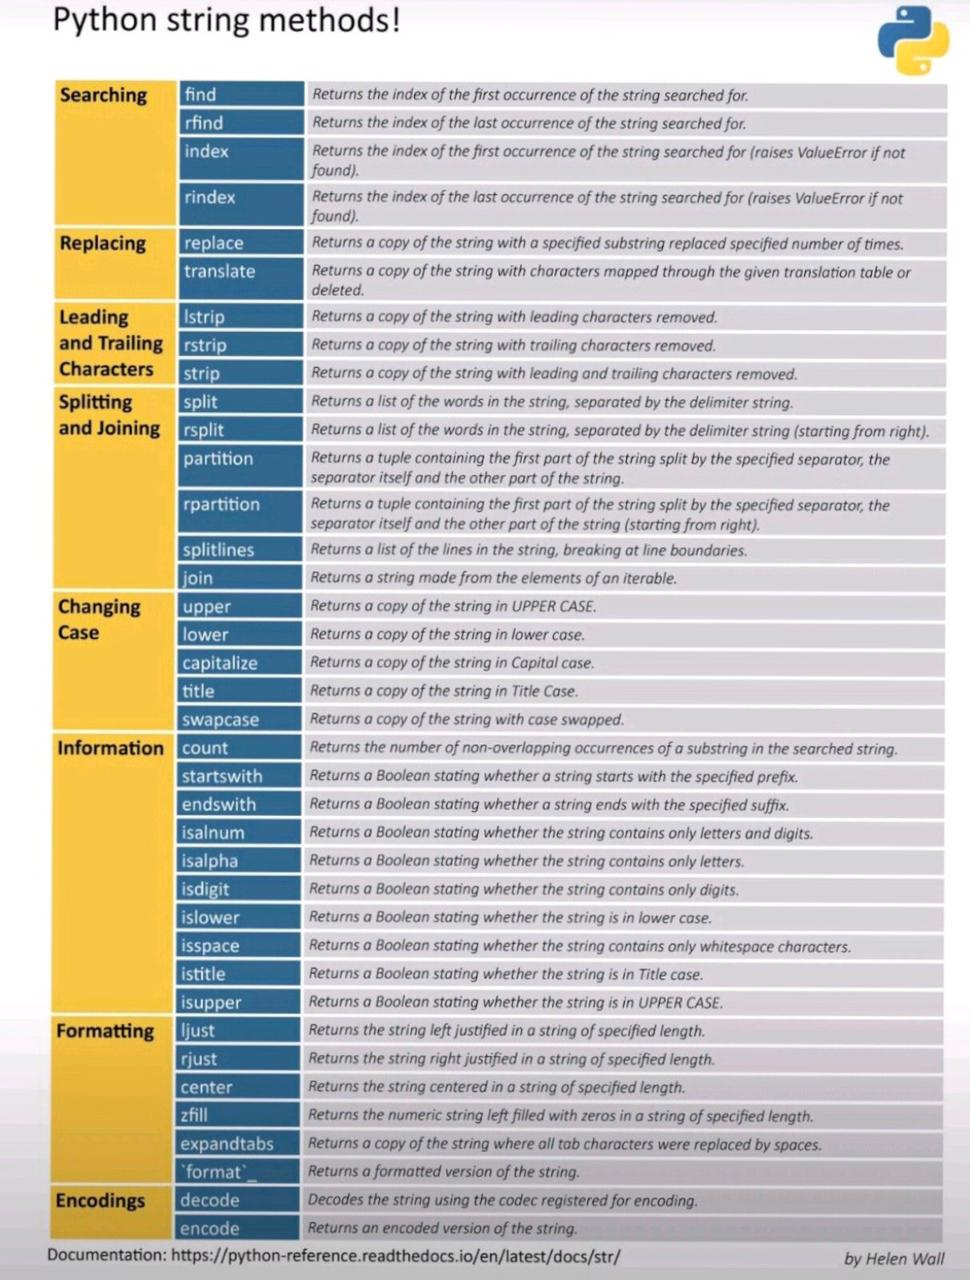 Python string methods!
Searching
find
Returns the index of the first occurrence of the string searched for.
rfind
Returns the index of the last occurrence of the string searched for.
index
Returns the index of the first occurrence of the string searched for (raises ValueError if not
found).
rindex
Returns the index of the last occurrence of the string searched for (raises ValueError if not
found).
Replacing
replace
Returns a copy of the string with a specified substring replaced specified number of times.
translate
Returns a copy of the string with characters mapped through the given translation table or
deleted.
Leading
and Trailing
Characters
lstrip
Returns a copy of the string with leading characters removed.
rstrip
Returns a copy of the string with trailing characters removed.
strip
Returns a copy of the string with leading and trailing characters removed.
Splitting
and Joining
split
Returns a list of the words in the string, separated by the delimiter string.
rsplit
Returns a list of the words in the string, separated by the delimiter string (starting from right).
partition
Returns a tuple containing the first part of the string split by the specified separator, the
separator itself and the other part of the string.
rpartition
Returns a tuple containing the first part of the string split by the specified separator, the
separator itself and the other part of the string (starting from right).
splitlines
Returns a list of the lines in the string, breaking at line boundaries.
join
Returns a string made from the elements of an iterable.
Changing
Case
upper
Returns a copy of the string in UPPER CASE.
lower
Returns a copy of the string in lower case.
capitalize
Returns a copy of the string in Capital case.
title
Returns a copy of the string in Title Case.
swapcase
Returns a copy of the string with case swapped.
Information
count
Returns the number of non-overlapping occurrences of a substring in the searched string.
startswith
Returns a Boolean stating whether a string starts with the specified prefix.
endswith
Returns a Boolean stating whether a string ends with the specified suffix.
isalnum
Returns a Boolean stating whether the string contains only letters and digits.
isalpha
Returns a Boolean stating whether the string contains only letters.
isdigit
Returns a Boolean stating whether the string contains only digits.
islower
Returns a Boolean stating whether the string is in lower case.
isspace
Returns a Boolean stating whether the string contains only whitespace characters.
istitle
Returns a Boolean stating whether the string is in Title case.
isupper
Returns a Boolean stating whether the string is in UPPER CASE.
Formatting
ljust
Returns the string left justified in a string of specified length.
rjust
Returns the string right justified in a string of specified length.
center
Returns the string centered in a string of specified length.
zfill
Returns the numeric string left filled with zeros in a string of specified length.
expandtabs
Returns a copy of the string where all tab characters were replaced by spaces.
`format`_
Returns a formatted version of the string.
Encodings
decode
Decodes the string using the codec registered for encoding.
encode
Returns an encoded version of the string.
Documentation: https://python-reference.readthedocs.io/en/latest/docs/str/
by Helen Wall